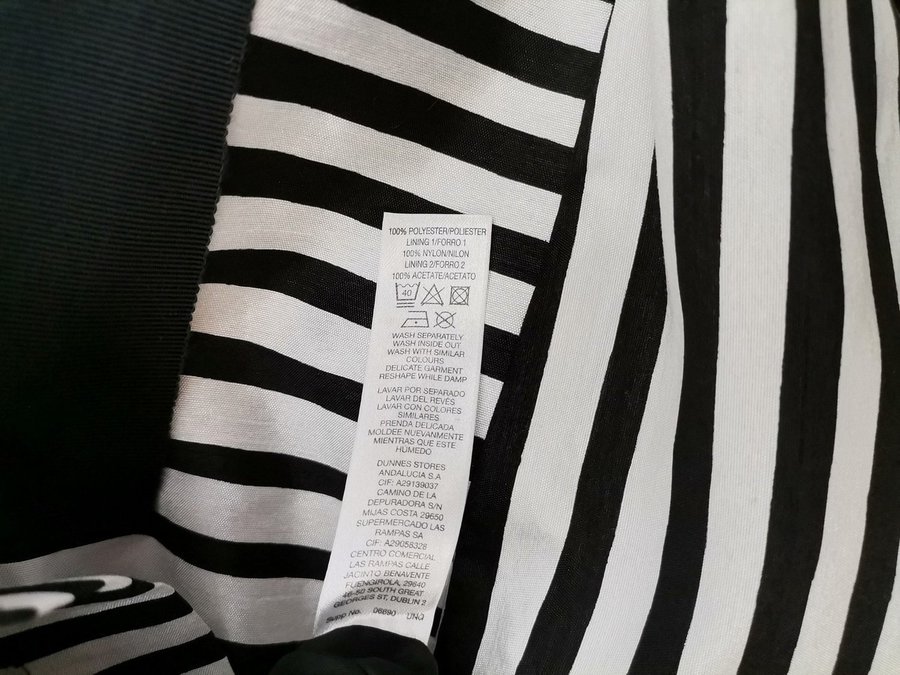 100% POLYESTER/POLIESTER
LINING 1/FORRO 1
100% NYLON/NILON
LINING 2/FORRO 2
100% ACETATE/ACETATO
40
WASH SEPARATELY
WASH INSIDE OUT
WASH WITH SIMILAR
COLOURS
DELICATE GARMENT
RESHAPE WHILE DAMP
LAVAR POR SEPARADO
LAVAR DEL REVÉS
LAVAR CON COLORES
SIMILARES
PRENDA DELICADA
MOLDEE NUEVAMENTE
MIENTRAS QUE ESTE
HUMEDO
DUNNES STORES
ANDALUCIA S.A
CIF: A29139037
CAMINO DE LA
DEPURADORA S/N
MIJAS COSTA 29650
SUPERMERCADO LAS
RAMPAS SA
CIF: A29058328
CENTRO COMERCIAL
LAS RAMPAS CALLE
JACINTO BENAVENTE
FUENGIROLA, 29640
46-50 SOUTH GREAT
GEORGES ST, DUBLIN 2
Supp No. 06690 UNQ